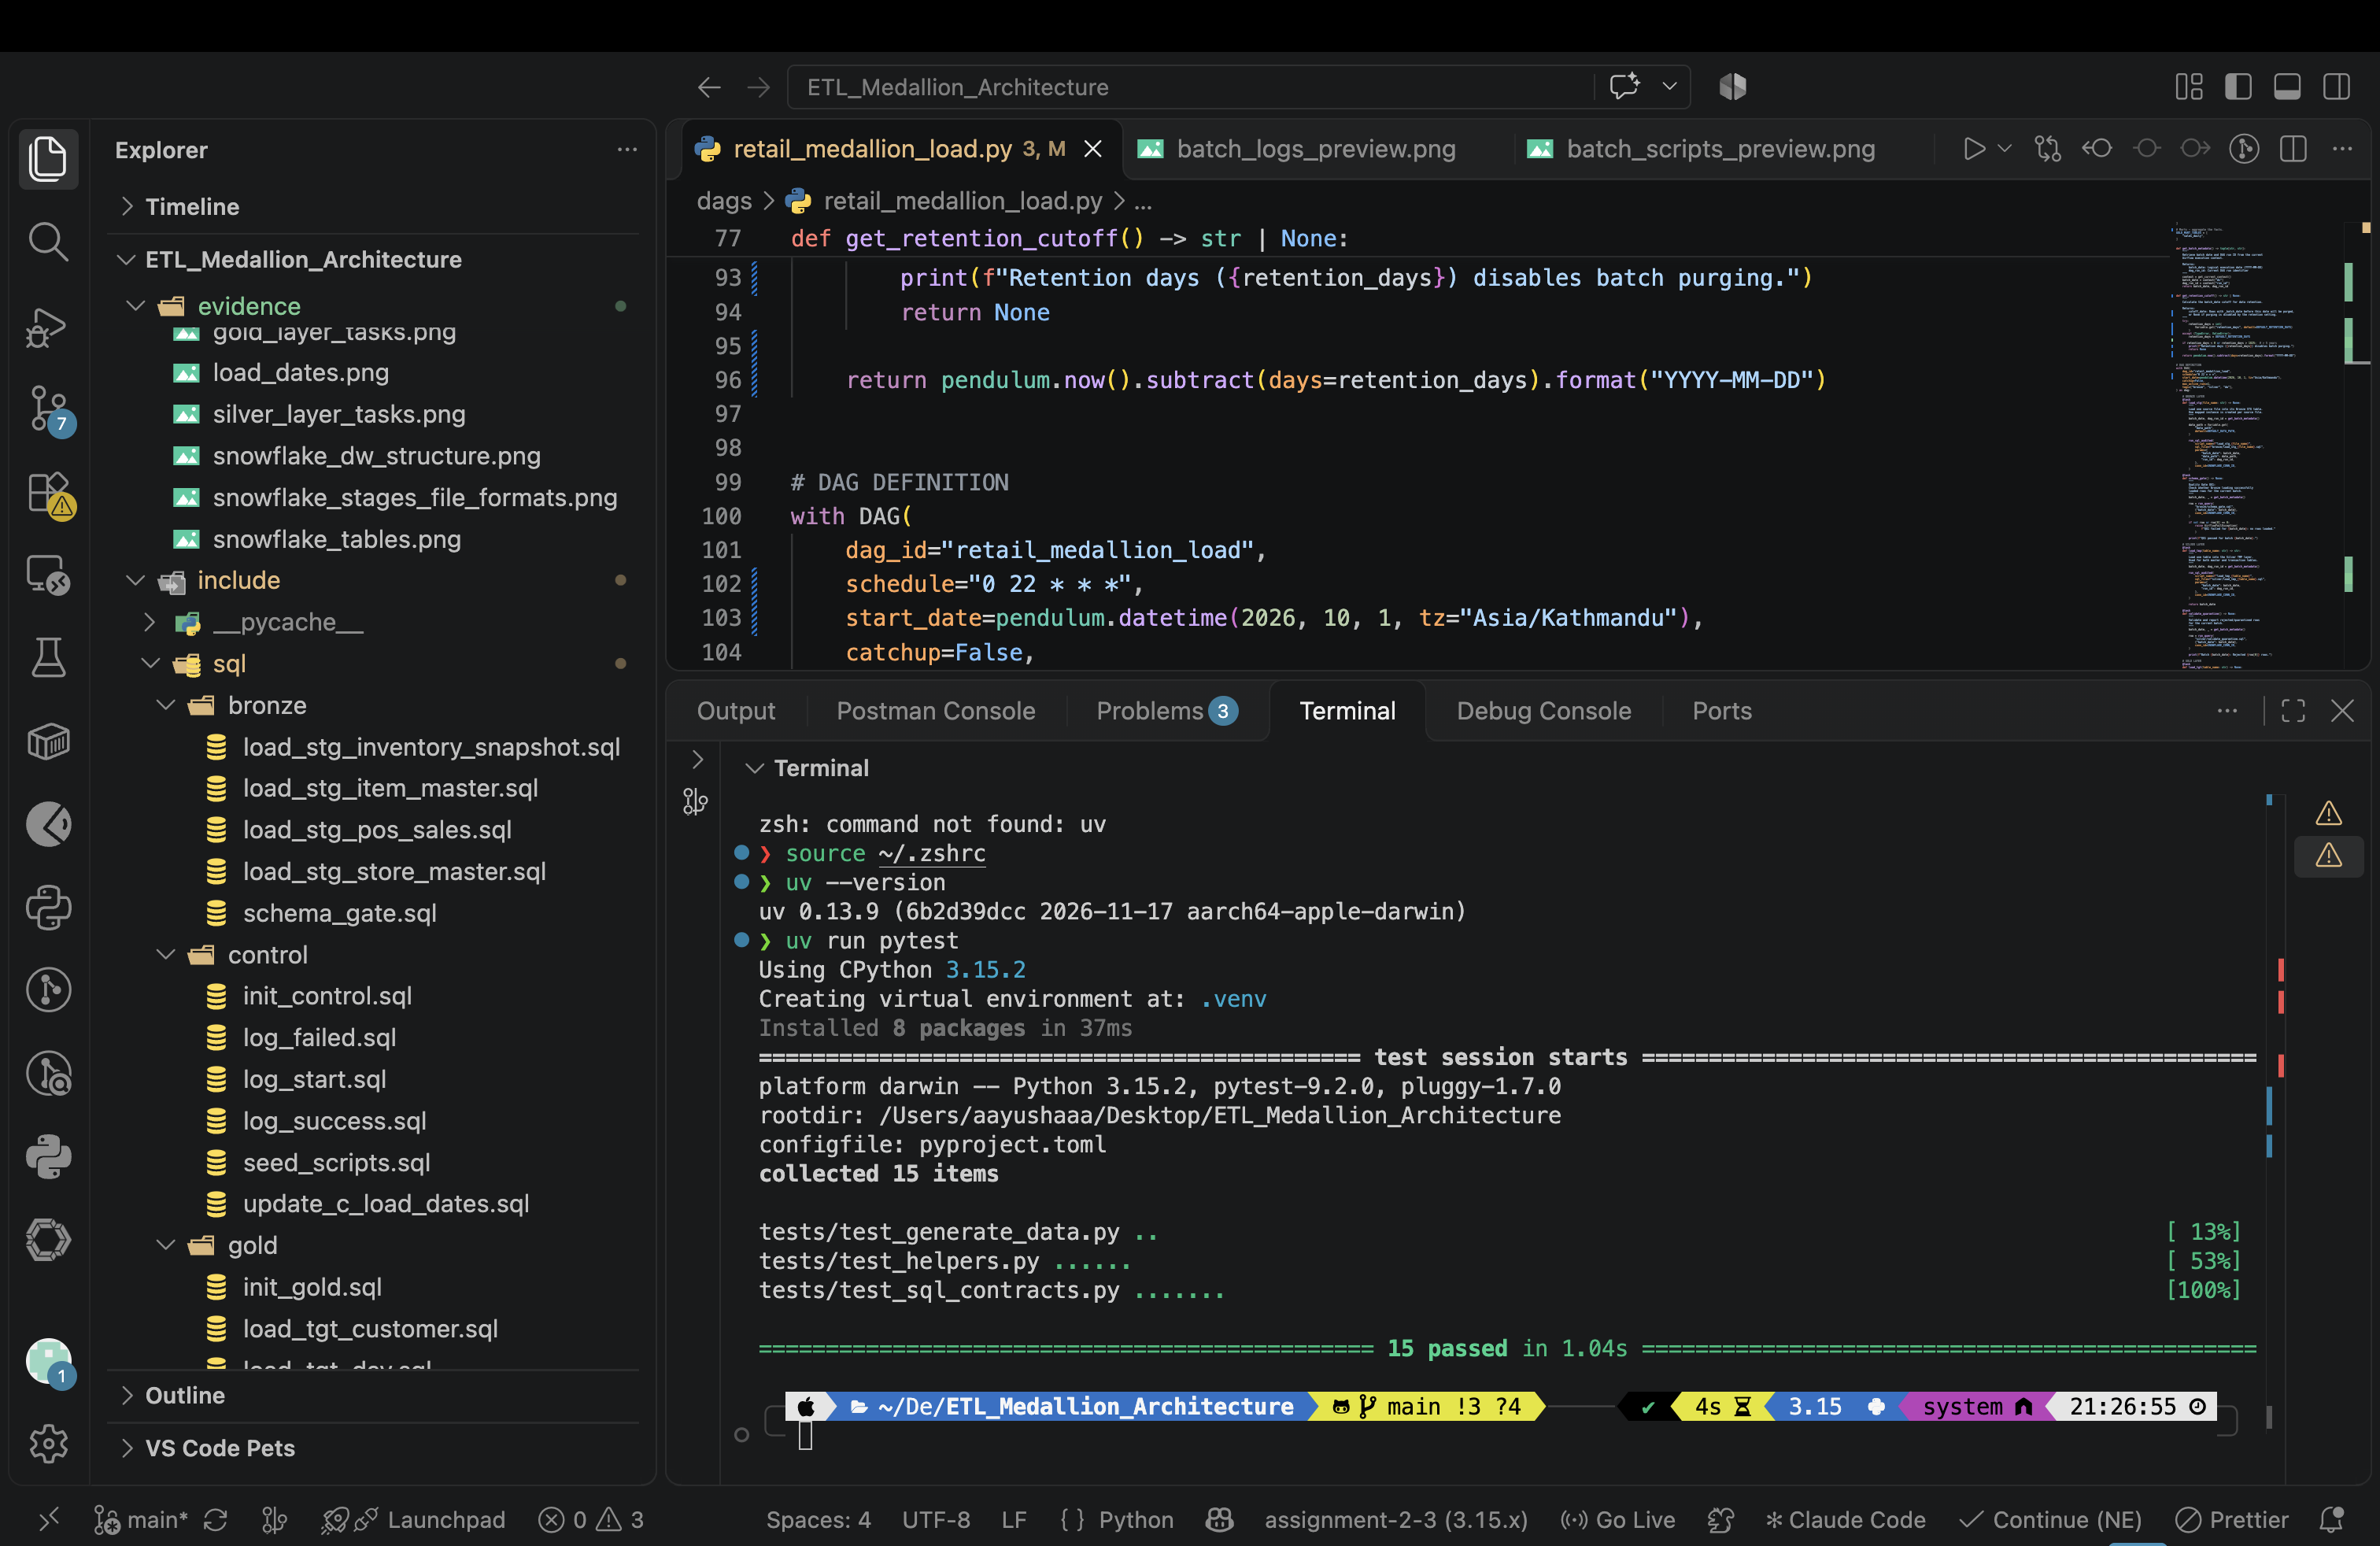 ETL_Medallion_Architecture
Explorer
Timeline
ETL_Medallion_Architecture
evidence
gold_layer_tasks.png
load_dates.png
silver_layer_tasks.png
snowflake_dw_structure.png
snowflake_stages_file_formats.png
snowflake_tables.png
include
__pycache__
sql
bronze
load_stg_inventory_snapshot.sql
load_stg_item_master.sql
load_stg_pos_sales.sql
load_stg_store_master.sql
schema_gate.sql
control
init_control.sql
log_failed.sql
log_start.sql
log_success.sql
seed_scripts.sql
update_c_load_dates.sql
gold
init_gold.sql
load_tgt_customer.sql
load_tgt_day.sql
Outline
VS Code Pets
7
1
retail_medallion_load.py 3, M
batch_logs_preview.png
batch_scripts_preview.png
dags > retail_medallion_load.py > ...
77 def get_retention_cutoff() -> str | None:
93 print(f"Retention days ({retention_days}) disables batch purging.")
94 return None
95
96 return pendulum.now().subtract(days=retention_days).format("YYYY-MM-DD")
97
98
99 # DAG DEFINITION
100 with DAG(
101 dag_id="retail_medallion_load",
102 schedule="0 22 * * *",
103 start_date=pendulum.datetime(2026, 10, 1, tz="Asia/Kathmandu"),
104 catchup=False,
Output Postman Console Problems 3 Terminal Debug Console Ports
Terminal
zsh: command not found: uv
❯ source ~/.zshrc
❯ uv --version
uv 0.13.9 (6b2d39dcc 2026-11-17 aarch64-apple-darwin)
❯ uv run pytest
Using CPython 3.15.2
Creating virtual environment at: .venv
Installed 8 packages in 37ms
============================================= test session starts ==============================================
platform darwin -- Python 3.15.2, pytest-9.2.0, pluggy-1.7.0
rootdir: /Users/aayushaaa/Desktop/ETL_Medallion_Architecture
configfile: pyproject.toml
collected 15 items
tests/test_generate_data.py .. [ 13%]
tests/test_helpers.py ...... [ 53%]
tests/test_sql_contracts.py ....... [100%]
============================================== 15 passed in 1.04s ==============================================
~/De/ETL_Medallion_Architecture main !3 ?4 ✔ 4s 3.15 system 21:26:55
main* Launchpad 0 3 Spaces: 4 UTF-8 LF { } Python assignment-2-3 (3.15.x) Go Live Claude Code Continue (NE) Prettier